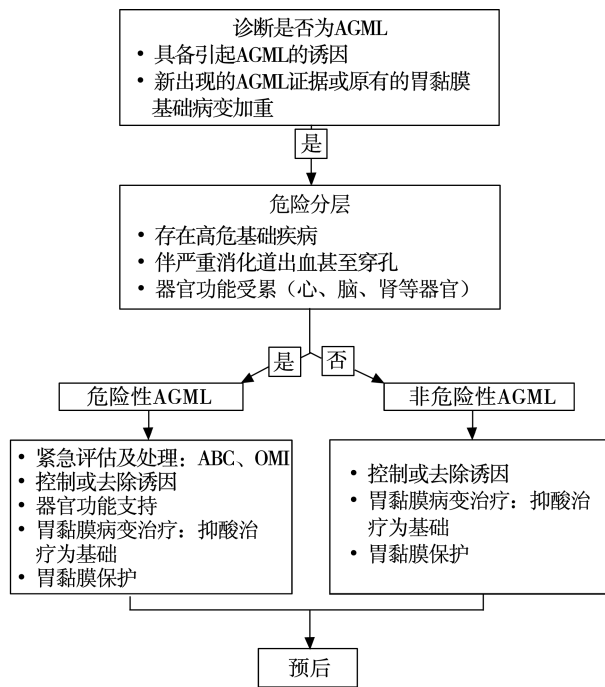 诊断是否为AGML
• 具备引起AGML的诱因
• 新出现的AGML证据或原有的胃黏膜
基础病变加重
是
危险分层
• 存在高危基础疾病
• 伴严重消化道出血甚至穿孔
• 器官功能受累（心、脑、肾等器官）
是
否
危险性AGML
非危险性AGML
• 紧急评估及处理：ABC、OMI
• 控制或去除诱因
• 器官功能支持
• 胃黏膜病变治疗：抑酸治
疗为基础
• 胃黏膜保护
• 控制或去除诱因
• 胃黏膜病变治疗：抑酸治
疗为基础
• 胃黏膜保护
预后